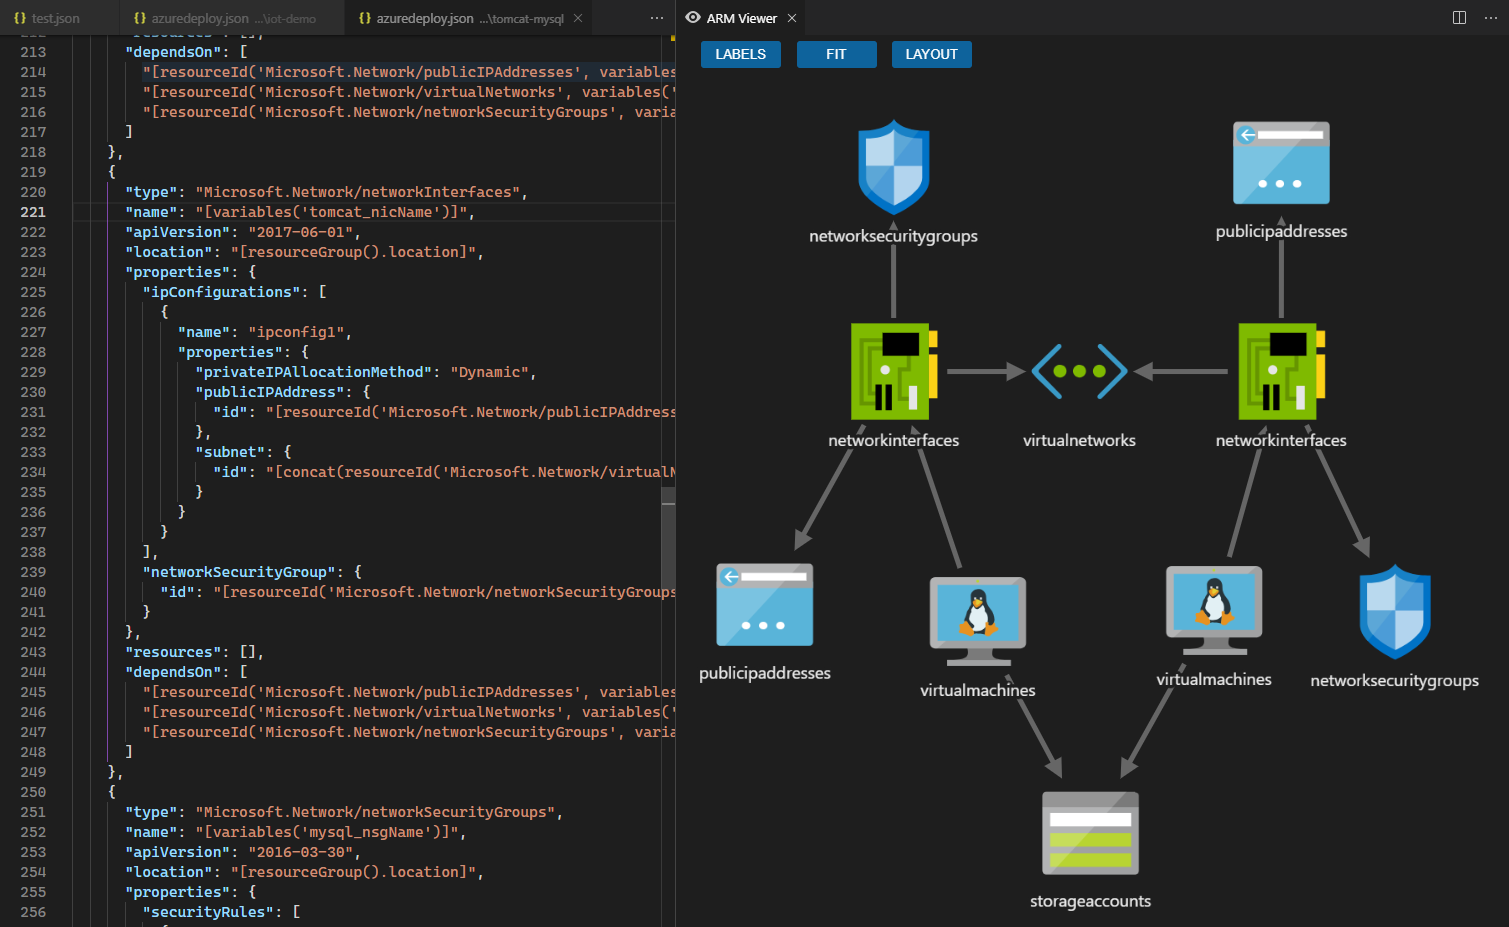 test.json
azuredeploy.json ...\iot-demo
azuredeploy.json ...\tomcat-mysql
ARM Viewer
LABELS
FIT
LAYOUT
213 "dependsOn": [
214 "[resourceId('Microsoft.Network/publicIPAddresses', variables
215 "[resourceId('Microsoft.Network/virtualNetworks', variables('
216 "[resourceId('Microsoft.Network/networkSecurityGroups', varia
217 ]
218 },
219 {
220 "type": "Microsoft.Network/networkInterfaces",
221 "name": "[variables('tomcat_nicName')]",
222 "apiVersion": "2017-06-01",
223 "location": "[resourceGroup().location]",
224 "properties": {
225 "ipConfigurations": [
226 {
227 "name": "ipconfig1",
228 "properties": {
229 "privateIPAllocationMethod": "Dynamic",
230 "publicIPAddress": {
231 "id": "[resourceId('Microsoft.Network/publicIPAddress
232 },
233 "subnet": {
234 "id": "[concat(resourceId('Microsoft.Network/virtualN
235 }
236 }
237 }
238 ],
239 "networkSecurityGroup": {
240 "id": "[resourceId('Microsoft.Network/networkSecurityGroups
241 }
242 },
243 "resources": [],
244 "dependsOn": [
245 "[resourceId('Microsoft.Network/publicIPAddresses', variables
246 "[resourceId('Microsoft.Network/virtualNetworks', variables('
247 "[resourceId('Microsoft.Network/networkSecurityGroups', varia
248 ]
249 },
250 {
251 "type": "Microsoft.Network/networkSecurityGroups",
252 "name": "[variables('mysql_nsgName')]",
253 "apiVersion": "2016-03-30",
254 "location": "[resourceGroup().location]",
255 "properties": {
256 "securityRules": [
networksecuritygroups
publicipaddresses
networkinterfaces
virtualnetworks
networkinterfaces
publicipaddresses
virtualmachines
virtualmachines
networksecuritygroups
storageaccounts